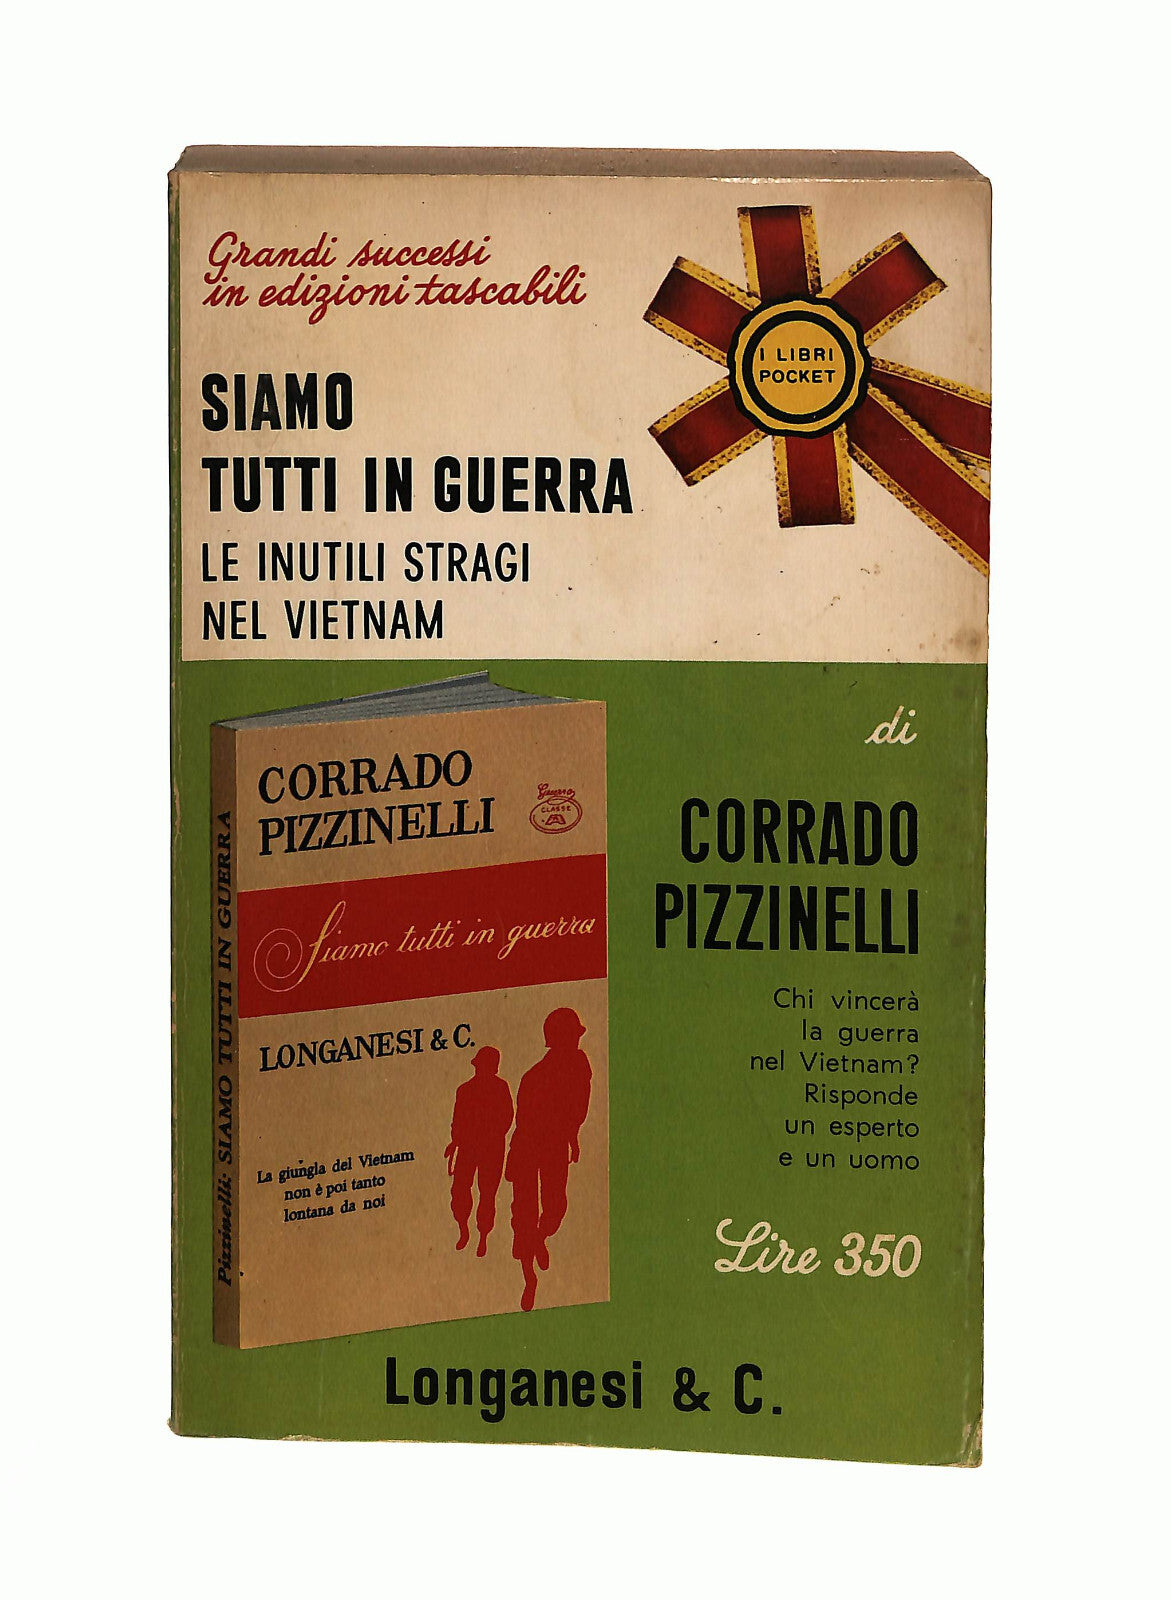 Grandi successi
in edizioni tascabili
I LIBRI
POCKET
SIAMO
TUTTI IN GUERRA
LE INUTILI STRAGI
NEL VIETNAM
di
CORRADO
PIZZINELLI
Chi vincerà
la guerra
nel Vietnam?
Risponde
un esperto
e un uomo
Lire 350
CORRADO
PIZZINELLI
Guerra
CLASSE
Siamo tutti in guerra
LONGANESI & C.
La giungla del Vietnam
non è poi tanto
lontana da noi
Pizzinelli: SIAMO TUTTI IN GUERRA
Longanesi & C.